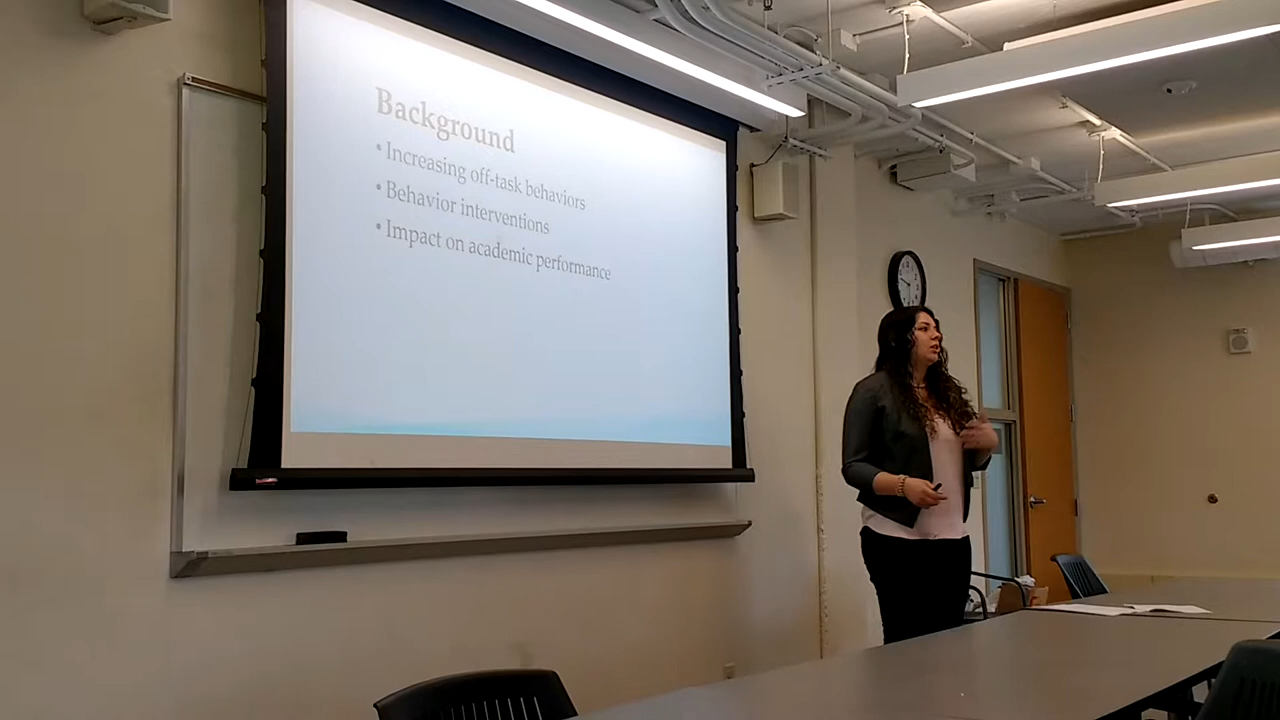 Background
• Increasing off-task behaviors
• Behavior interventions
• Impact on academic performance